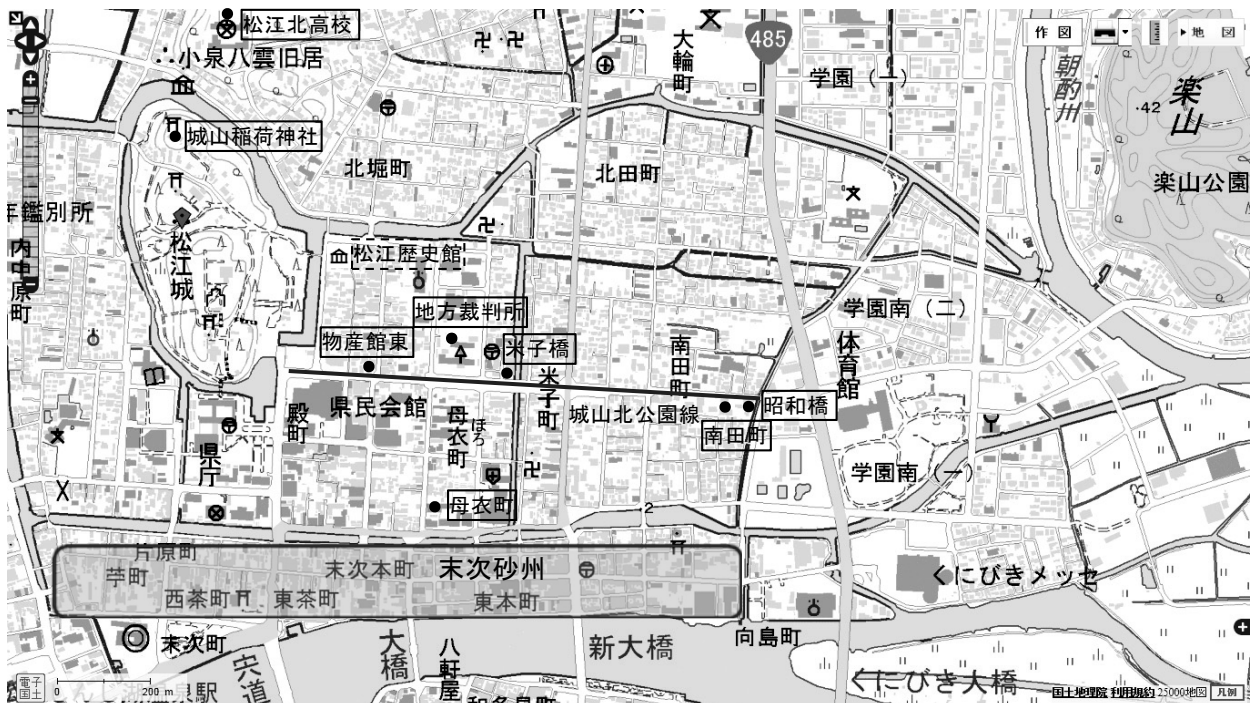 松江北高校
小泉八雲旧居
大輪町
485
作図
地図
学園(一)
朝酌川
・42
楽山
城山稲荷神社
北堀町
北田町
楽山公園
年鑑別所
松江城
内中原町
松江歴史館
地方裁判所
物産館東
米子橋
南田町
学園南(二)
体育館
米子町
殿町
県民会館
母衣町
ほろ
城山北公園線
昭和橋
南田町
県庁
学園南(一)
母衣町
2
片原町
苧町
末次本町
末次砂州
くにびきメッセ
西茶町
東茶町
東本町
末次町
宍道
大橋
八軒屋
新大橋
向島町
くにびき大橋
電子国土
0
200 m
じ湖温泉駅
和多見町
国土地理院 利用規約 25000地図
凡例